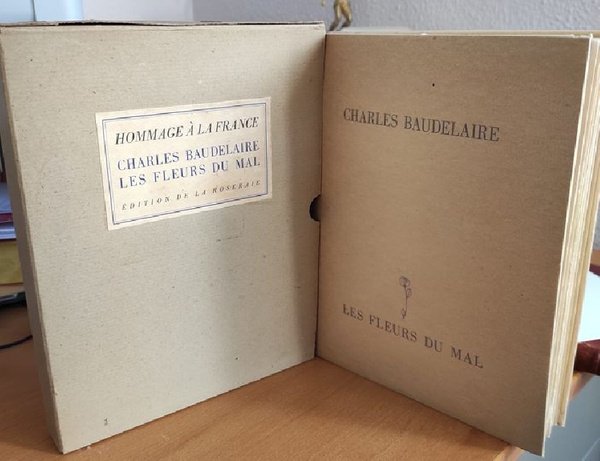 HOMMAGE À LA FRANCE
CHARLES BAUDELAIRE
LES FLEURS DU MAL
ÉDITION DE LA ROSERAIE
CHARLES BAUDELAIRE
LES FLEURS DU MAL